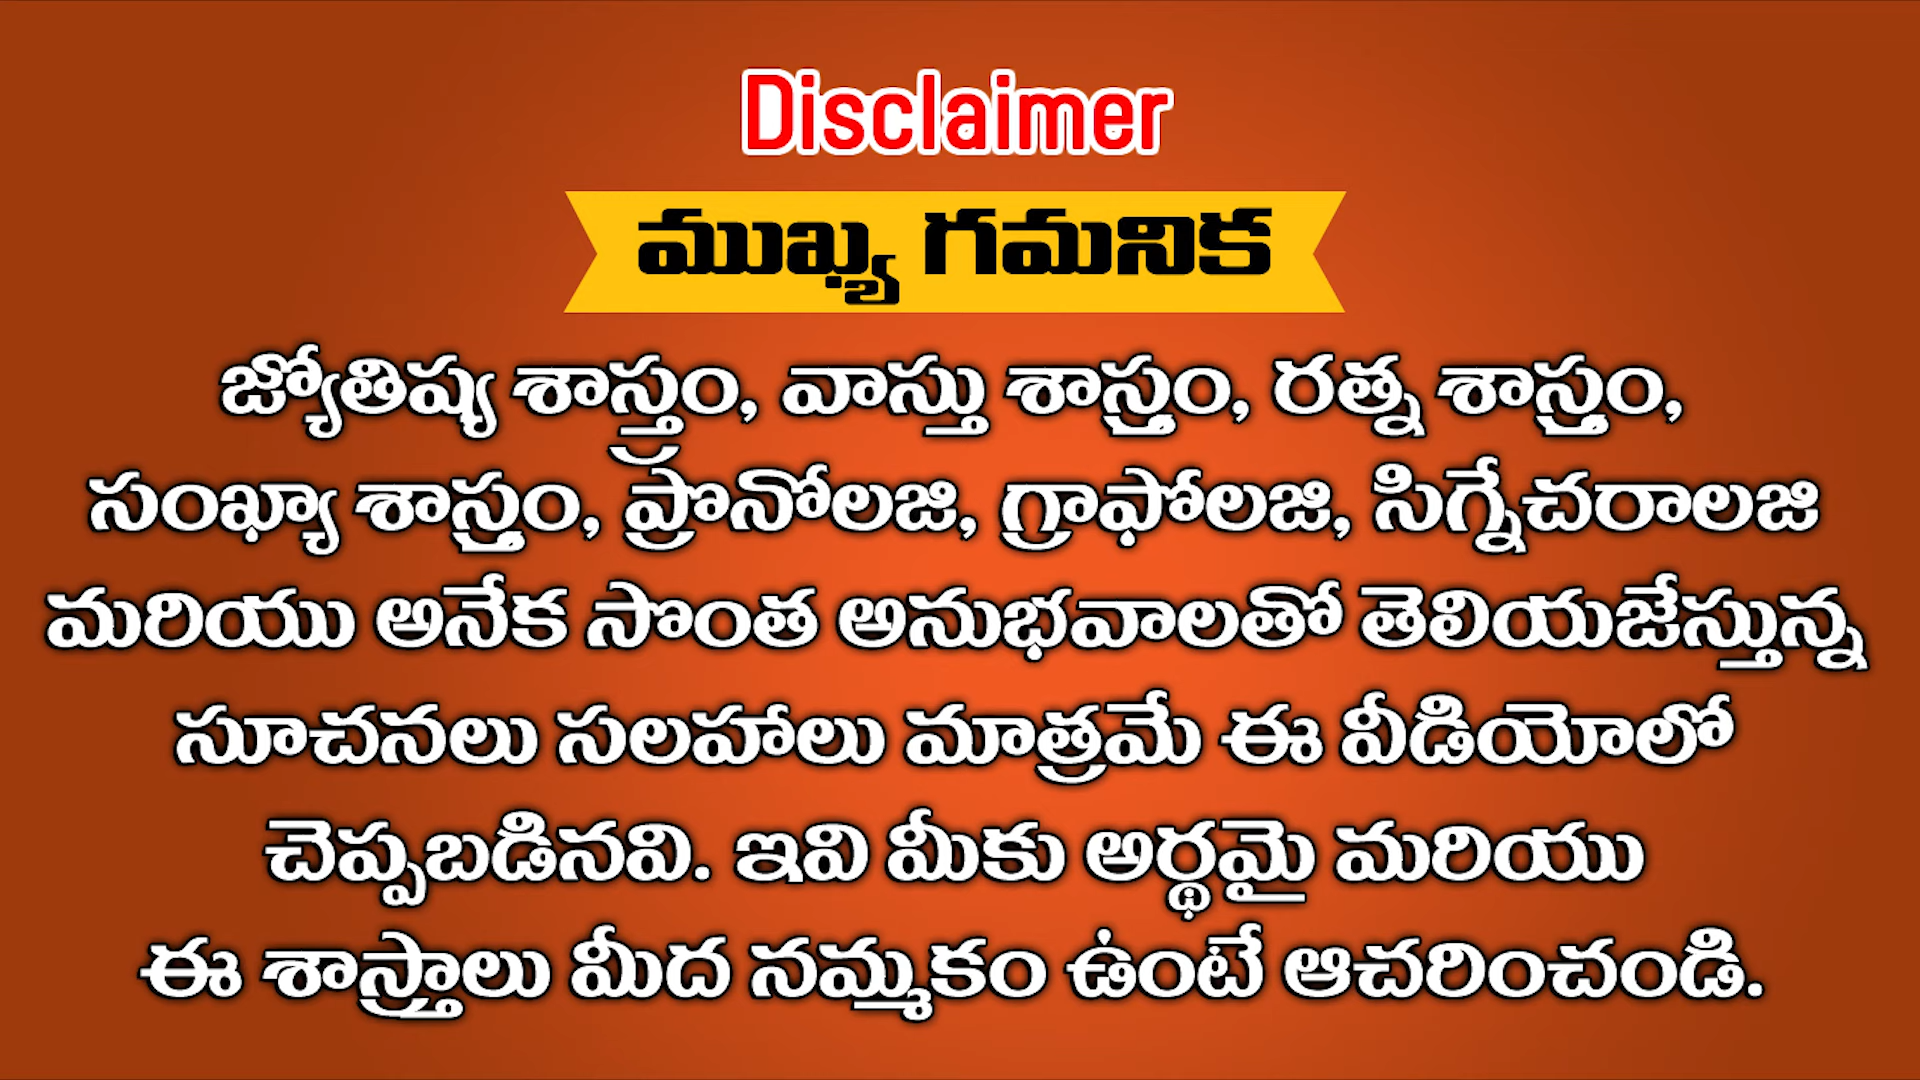 Disclaimer
ముఖ్య గమనిక
జ్యోతిష్య శాస్త్రం, వాస్తు శాస్త్రం, రత్న శాస్త్రం,
సంఖ్యా శాస్త్రం, ప్రొనోలజి, గ్రాఫోలజి, సిగ్నేచరాలజి
మరియు అనేక సొంత అనుభవాలతో తెలియజేస్తున్న
సూచనలు సలహాలు మాత్రమే ఈ వీడియోలో
చెప్పబడినవి. ఇవి మీకు అర్థమై మరియు
ఈ శాస్త్రాలు మీద నమ్మకం ఉంటే ఆచరించండి.